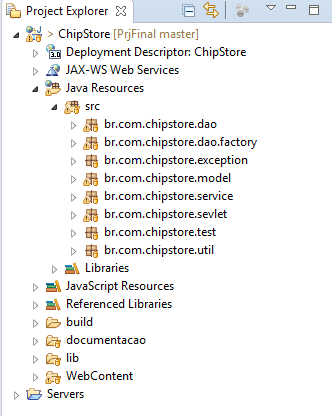 Project Explorer
> ChipStore [PrjFinal master]
3.0 Deployment Descriptor: ChipStore
JAX-WS Web Services
Java Resources
src
br.com.chipstore.dao
br.com.chipstore.dao.factory
br.com.chipstore.exception
br.com.chipstore.model
br.com.chipstore.service
br.com.chipstore.sevlet
br.com.chipstore.test
br.com.chipstore.util
Libraries
JavaScript Resources
Referenced Libraries
build
documentacao
lib
WebContent
Servers